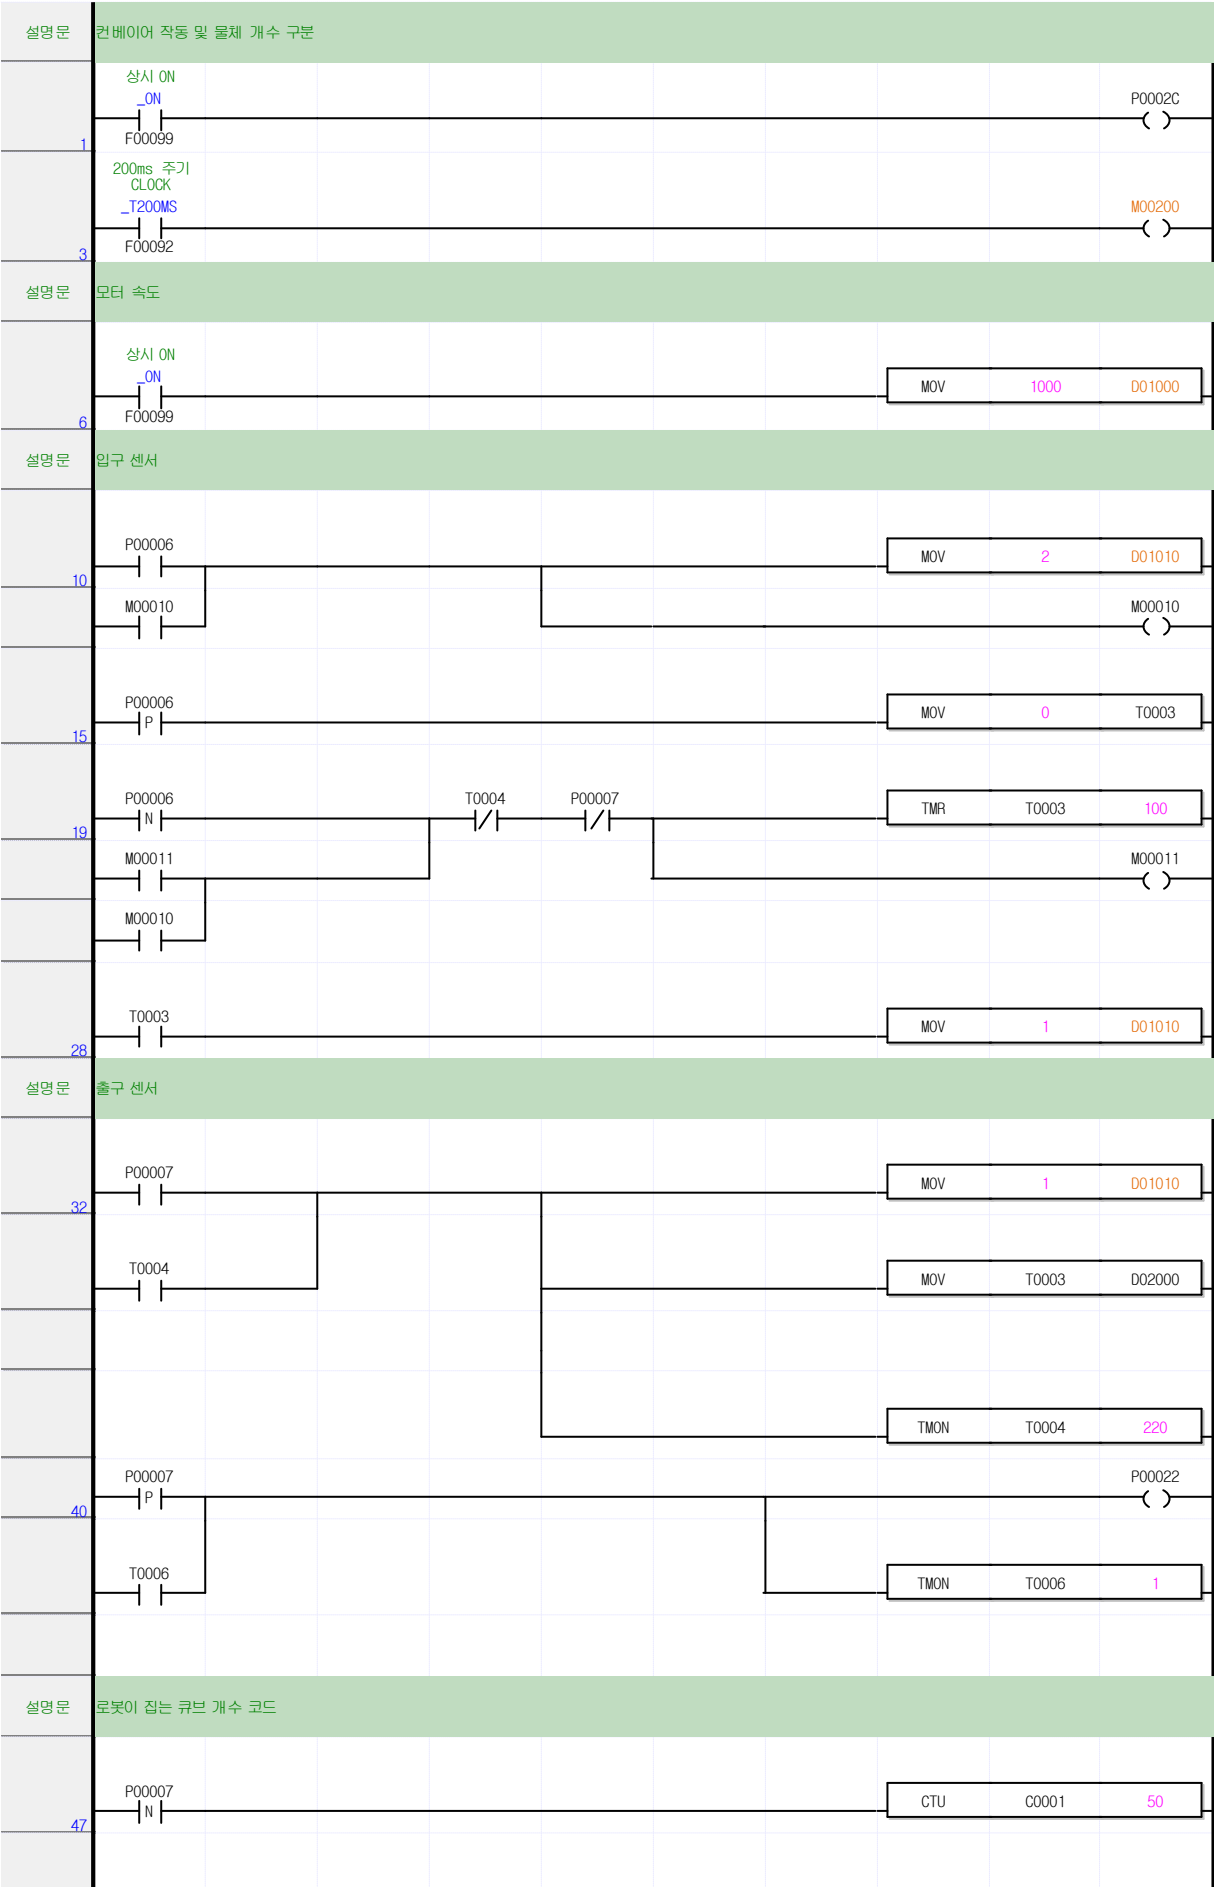 설명문 컨베이어 작동 및 물체 개수 구분
상시 ON
_ON P0002C
F00099
1
200ms 주기
CLOCK
_T200MS M00200
F00092
3
설명문 모터 속도
상시 ON
_ON
MOV 1000 D01000
F00099
6
설명문 입구 센서
P00006
MOV 2 D01010
10
M00010 M00010
P00006
MOV 0 T0003
P
15
P00006 T0004 P00007
TMR T0003 100
N
19
M00011 M00011
M00010
T0003
MOV 1 D01010
28
설명문 출구 센서
P00007
MOV 1 D01010
32
T0004
MOV T0003 D02000
TMON T0004 220
P00007 P00022
P
40
T0006
TMON T0006 1
설명문 로봇이 집는 큐브 개수 코드
P00007
CTU C0001 50
N
47